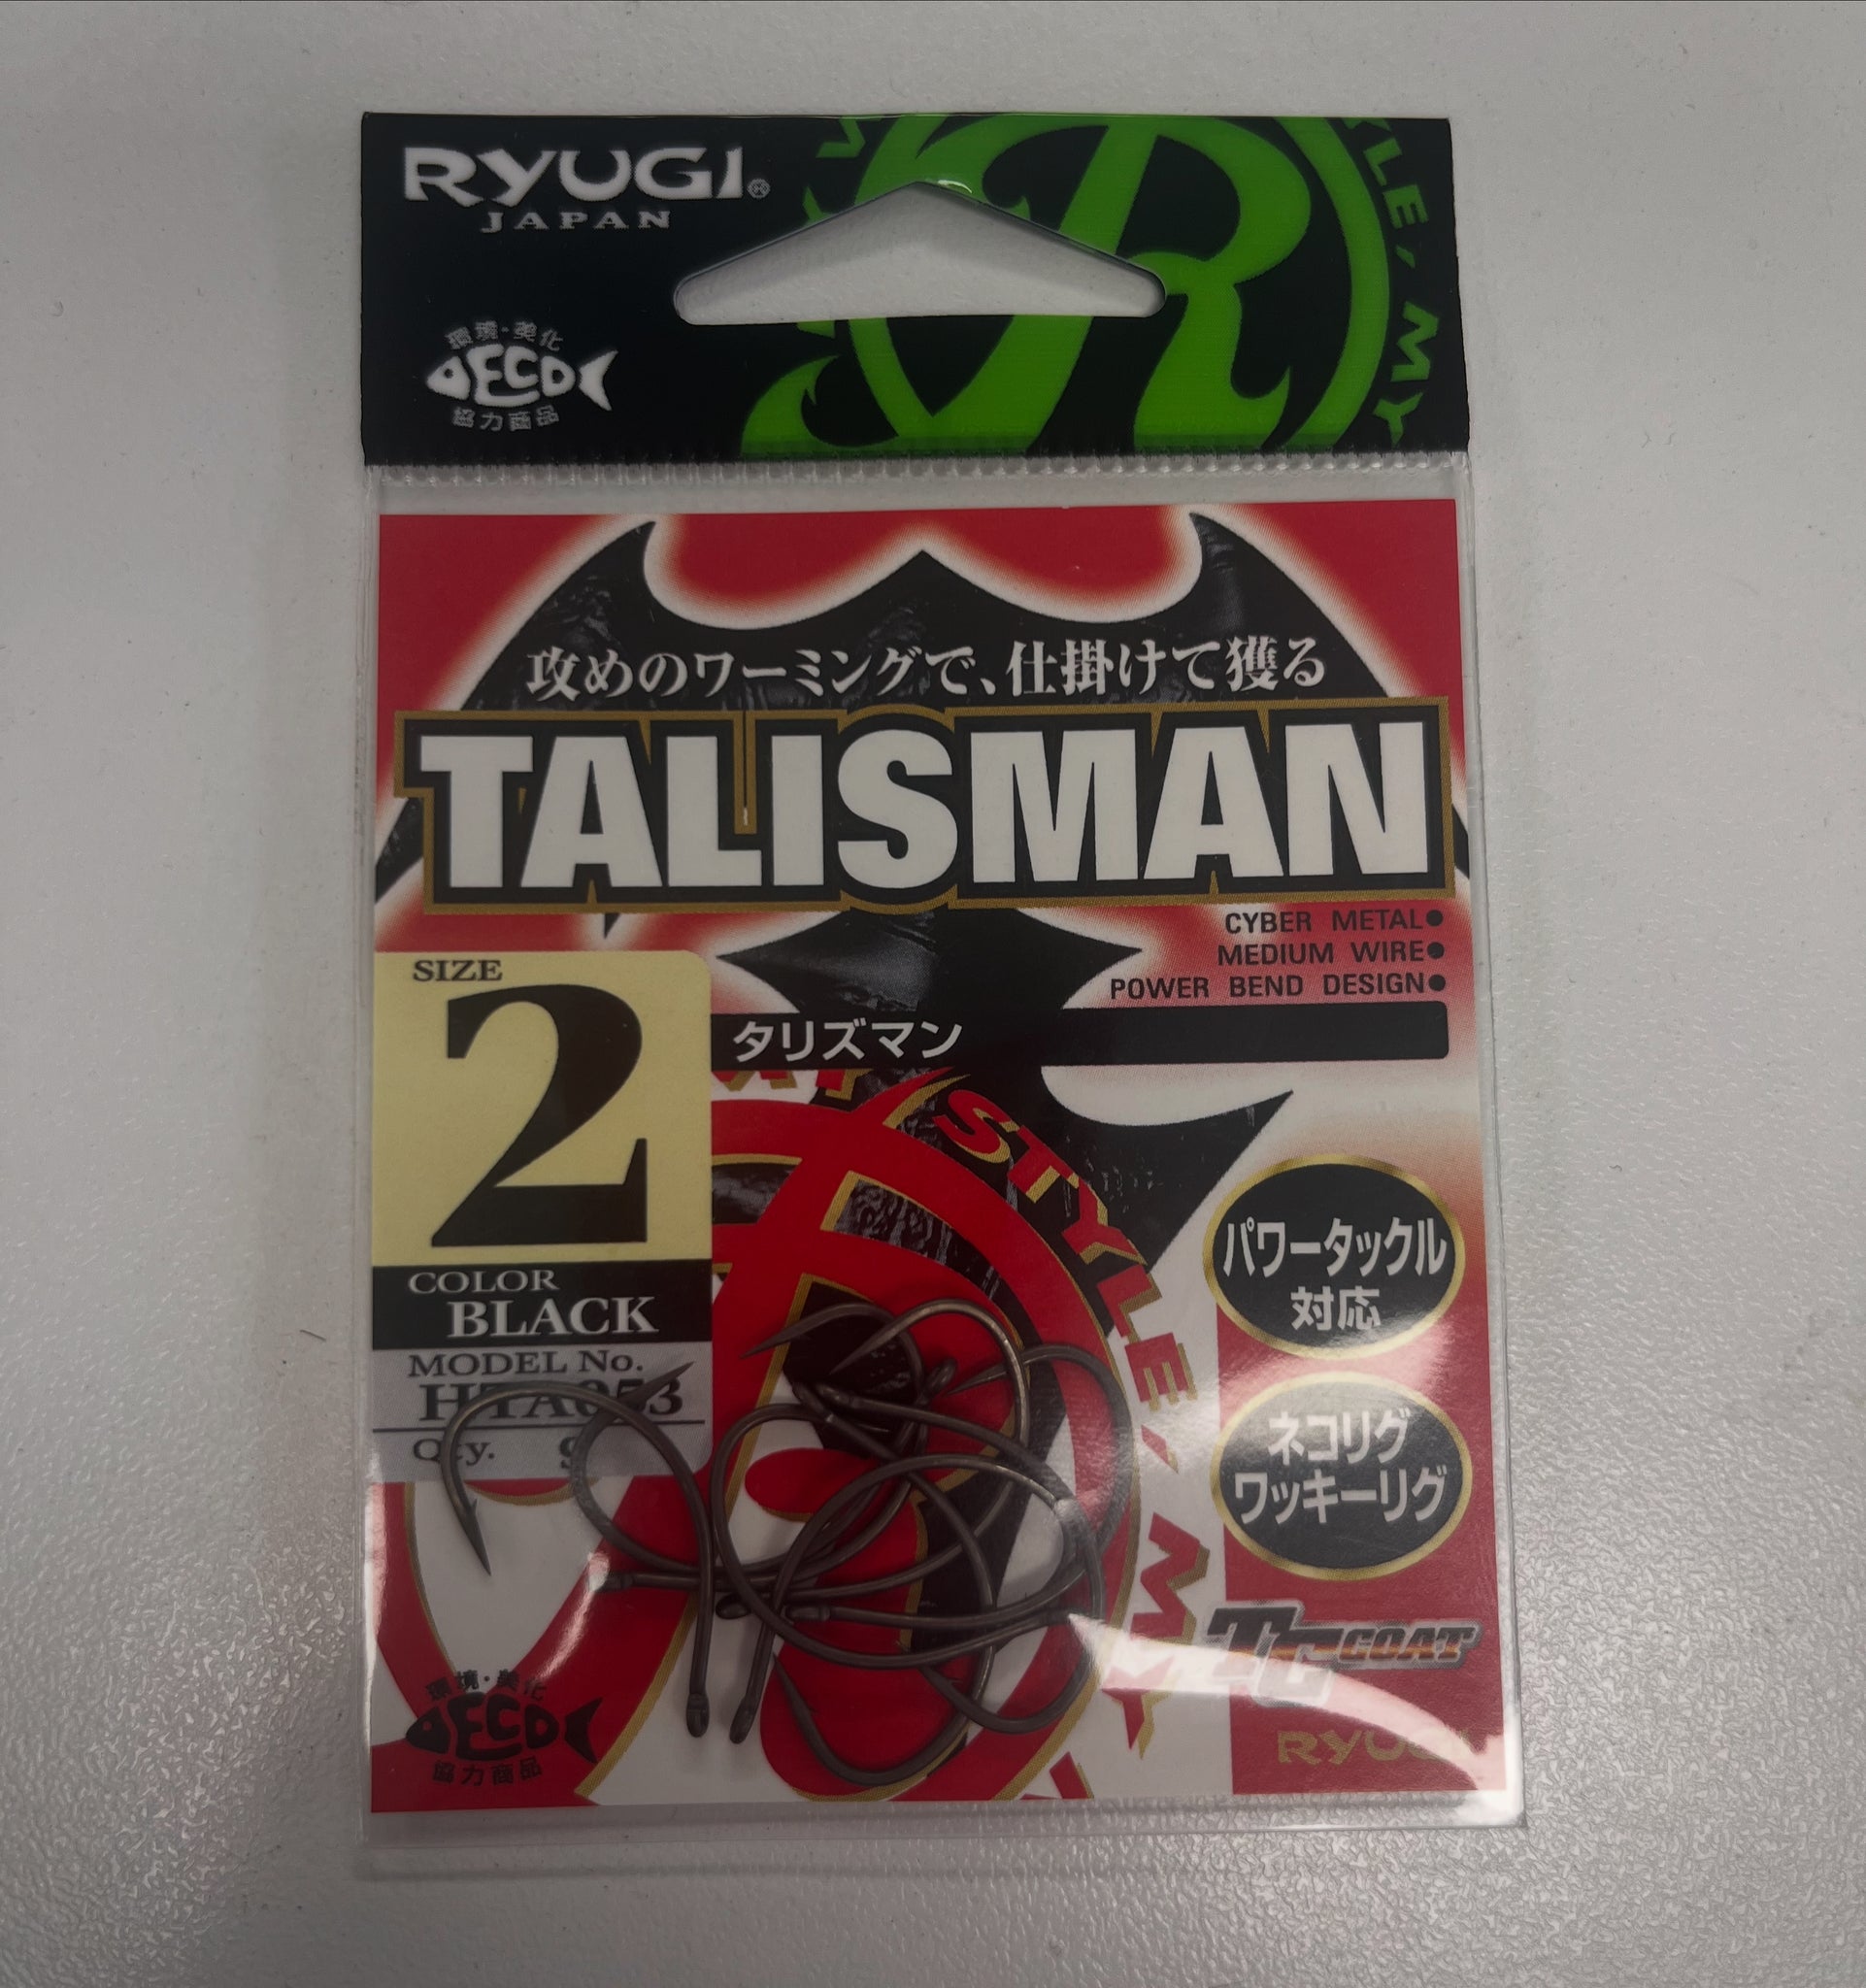 RYUGI®
JAPAN
環境・美化
ECO
協力商品
攻めのワーミングで、仕掛けて獲る
TALISMAN
CYBER METAL●
MEDIUM WIRE●
POWER BEND DESIGN●
SIZE
2
タリズマン
COLOR
BLACK
MODEL No.
HTA053
Qty. 9
STYLE, M
パワータックル
対応
ネコリグ
ワッキーリグ
TC COAT
RYUGI
環境・美化
ECO
協力商品